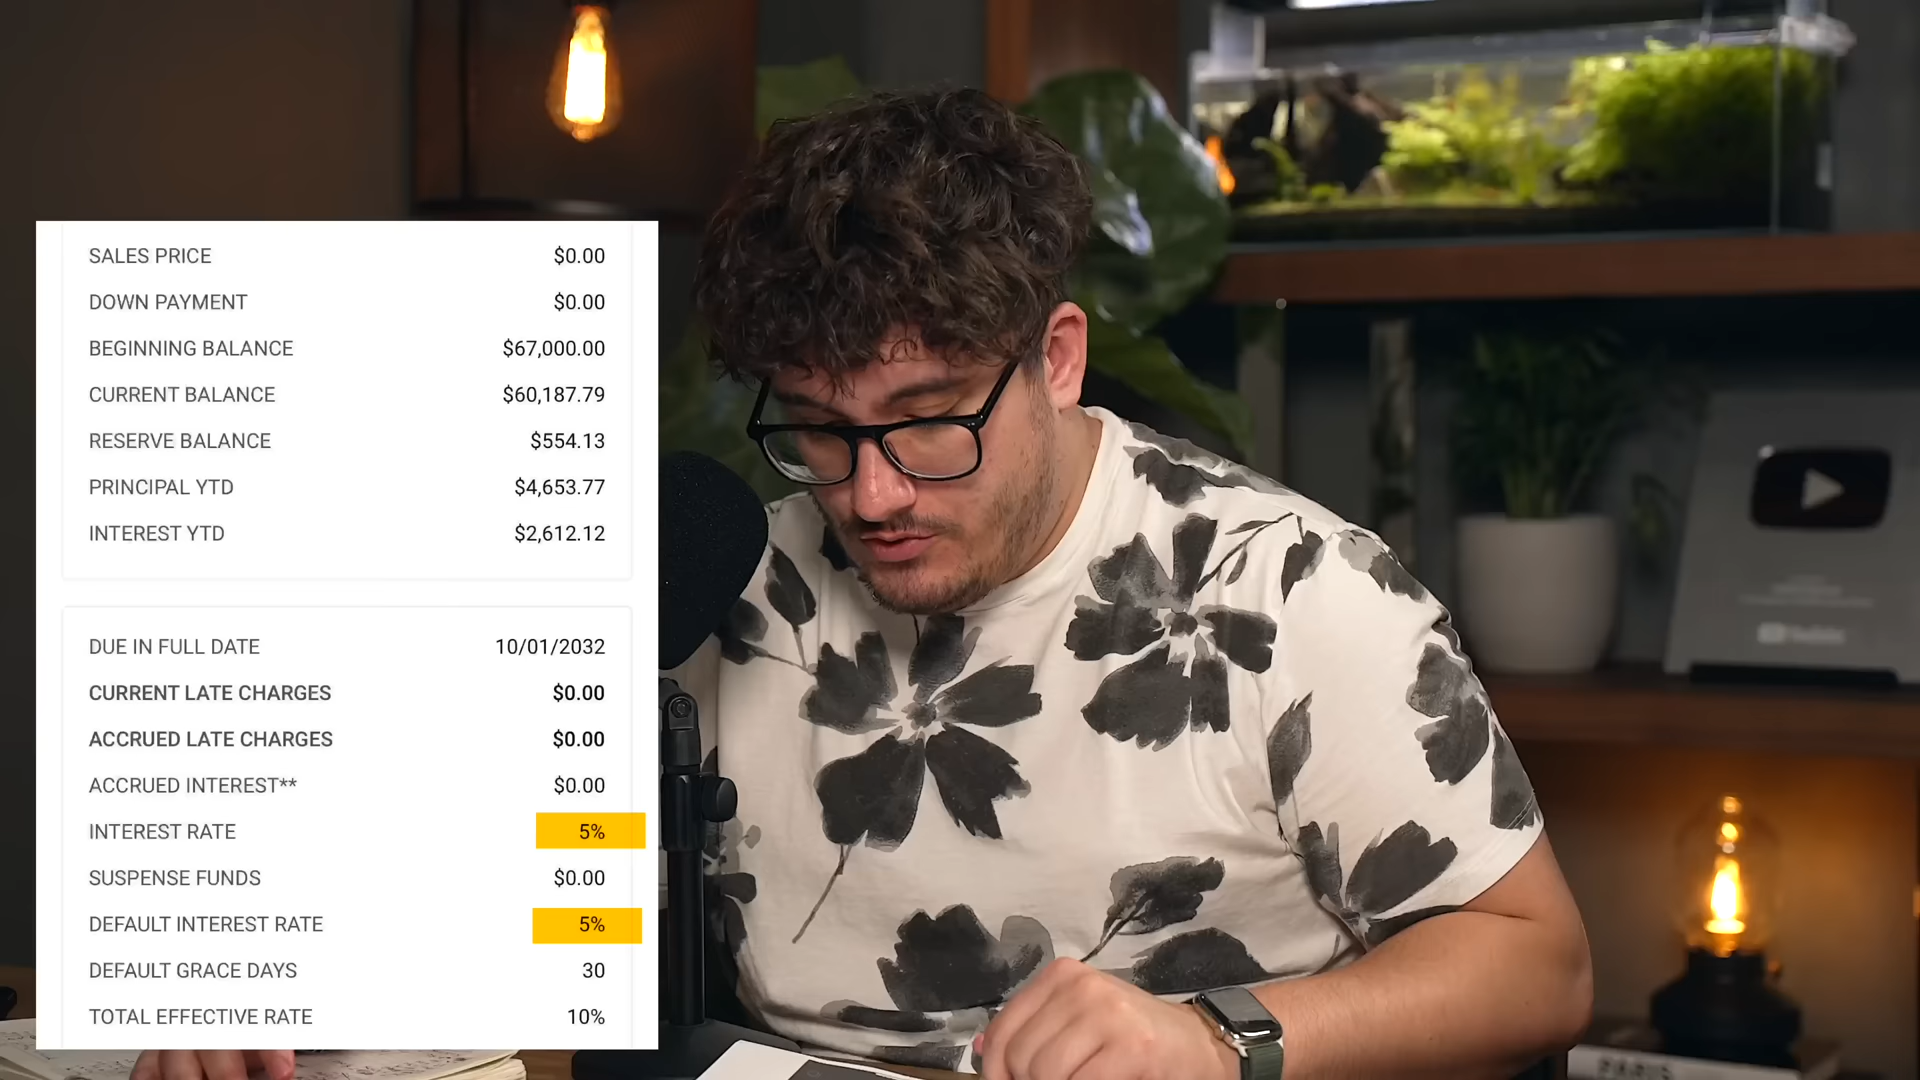 SALES PRICE $0.00
DOWN PAYMENT $0.00
BEGINNING BALANCE $67,000.00
CURRENT BALANCE $60,187.79
RESERVE BALANCE $554.13
PRINCIPAL YTD $4,653.77
INTEREST YTD $2,612.12
DUE IN FULL DATE 10/01/2032
CURRENT LATE CHARGES $0.00
ACCRUED LATE CHARGES $0.00
ACCRUED INTEREST** $0.00
INTEREST RATE 5%
SUSPENSE FUNDS $0.00
DEFAULT INTEREST RATE 5%
DEFAULT GRACE DAYS 30
TOTAL EFFECTIVE RATE 10%
PARIS